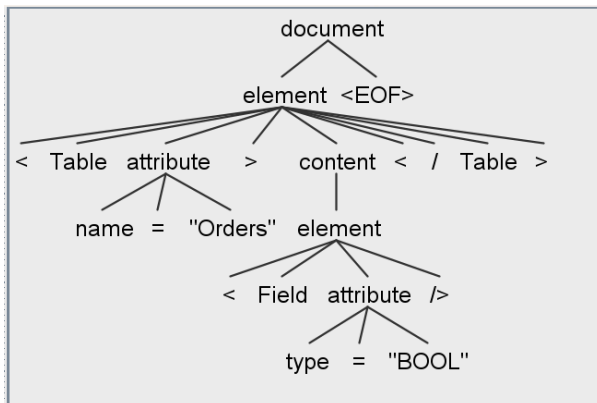 document
element <EOF>
< Table attribute > content < / Table >
name = "Orders" element
< Field attribute />
type = "BOOL"